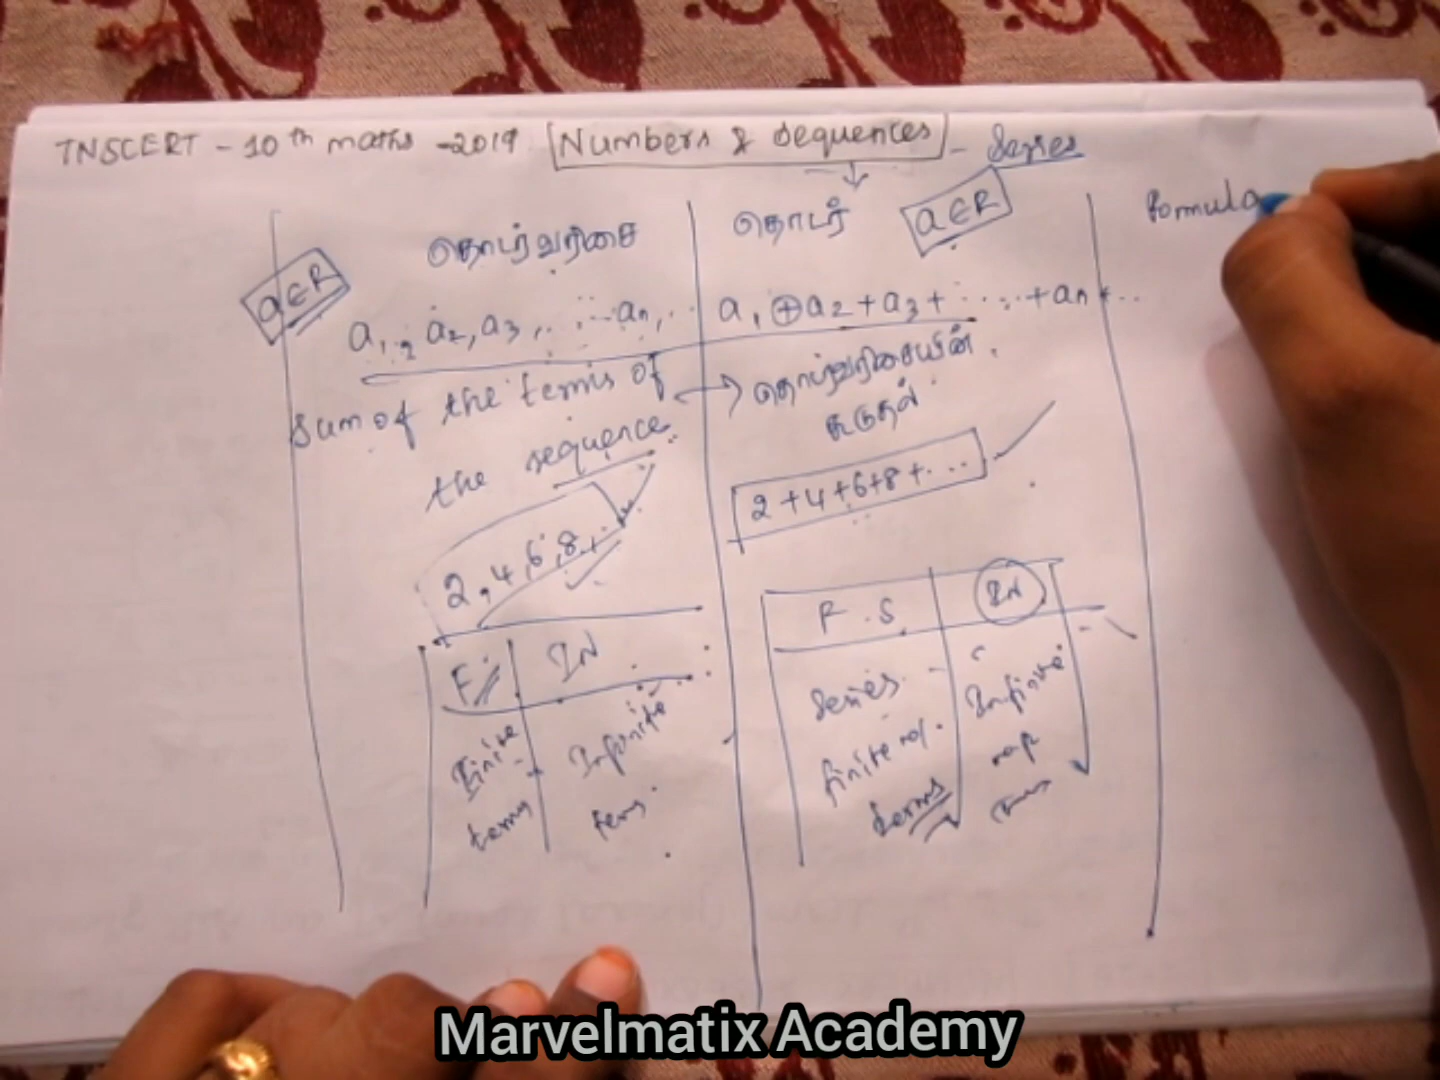 TNSCERT - 10th maths - 2019 Numbers & Sequences - Series
தொடர்வரிசை
a∈R
a1, a2, a3, ... an, ...
Sum of the terms of
the sequence
2, 4, 6, 8, ...
F IN
Finite
terms
Infinite
terms
தொடர்
a∈R
a1 + a2 + a3 + ... + an + ...
தொடர்வரிசையின்
கூடுதல்
2 + 4 + 6 + 8 + ...
F.S IN
Series
finite no.
terms
Infinite
Formula
Marvelmatix Academy